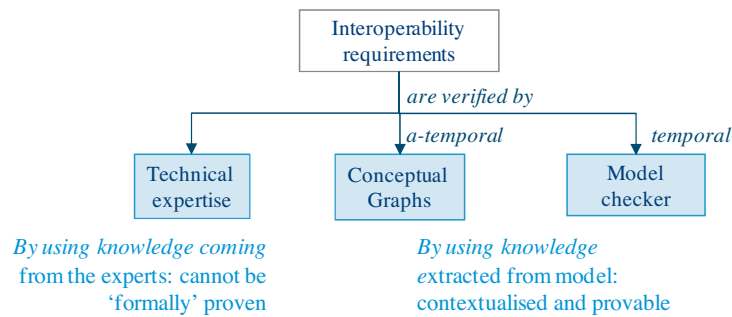 Interoperability
requirements
are verified by
a-temporal
temporal
Technical
expertise
Conceptual
Graphs
Model
checker
By using knowledge coming
from the experts: cannot be
‘formally’ proven
By using knowledge
extracted from model:
contextualised and provable